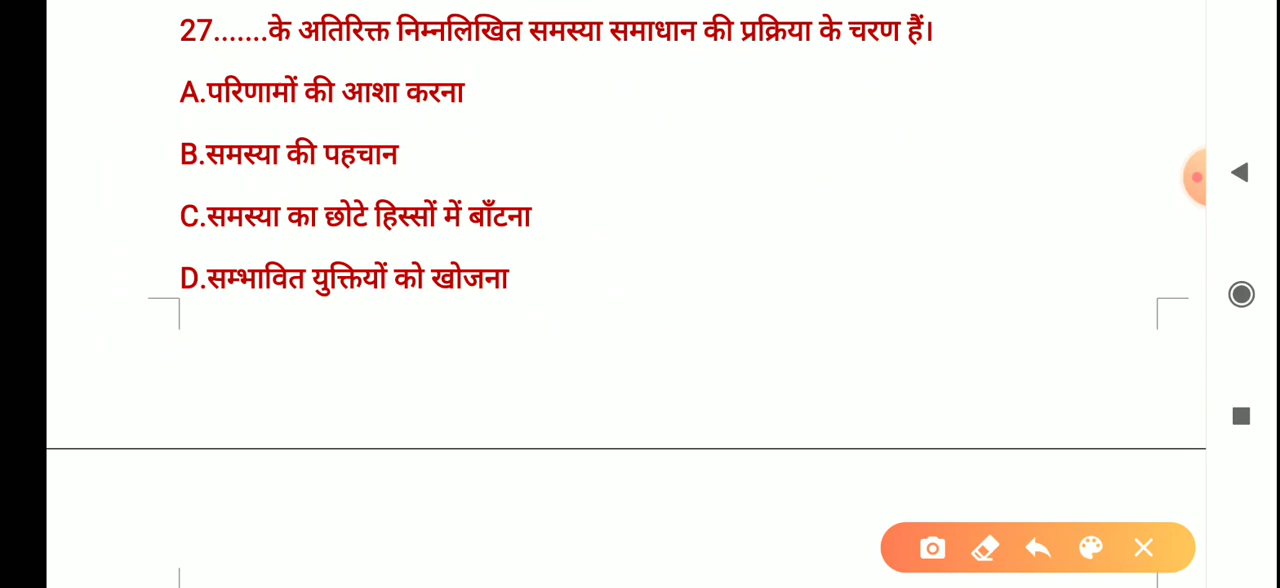 27.......के अतिरिक्त निम्नलिखित समस्या समाधान की प्रक्रिया के चरण हैं।
A.परिणामों की आशा करना
B.समस्या की पहचान
C.समस्या का छोटे हिस्सों में बाँटना
D.सम्भावित युक्तियों को खोजना